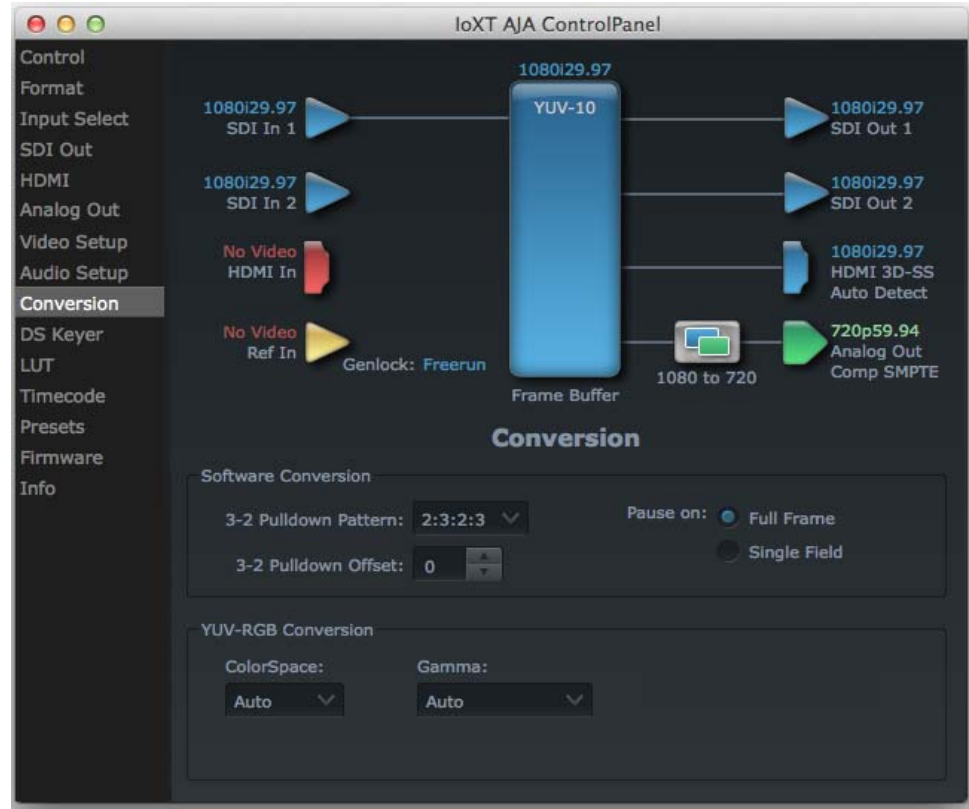 IoXT AJA ControlPanel
Control
Format
Input Select
SDI Out
HDMI
Analog Out
Video Setup
Audio Setup
Conversion
DS Keyer
LUT
Timecode
Presets
Firmware
Info
1080i29.97
YUV-10
1080i29.97
SDI In 1
1080i29.97
SDI In 2
No Video
HDMI In
No Video
Ref In
Genlock: Freerun
Frame Buffer
1080i29.97
SDI Out 1
1080i29.97
SDI Out 2
1080i29.97
HDMI 3D-SS
Auto Detect
1080 to 720
720p59.94
Analog Out
Comp SMPTE
Conversion
Software Conversion
3-2 Pulldown Pattern: 2:3:2:3
3-2 Pulldown Offset: 0
Pause on: Full Frame
Single Field
YUV-RGB Conversion
ColorSpace:
Auto
Gamma:
Auto